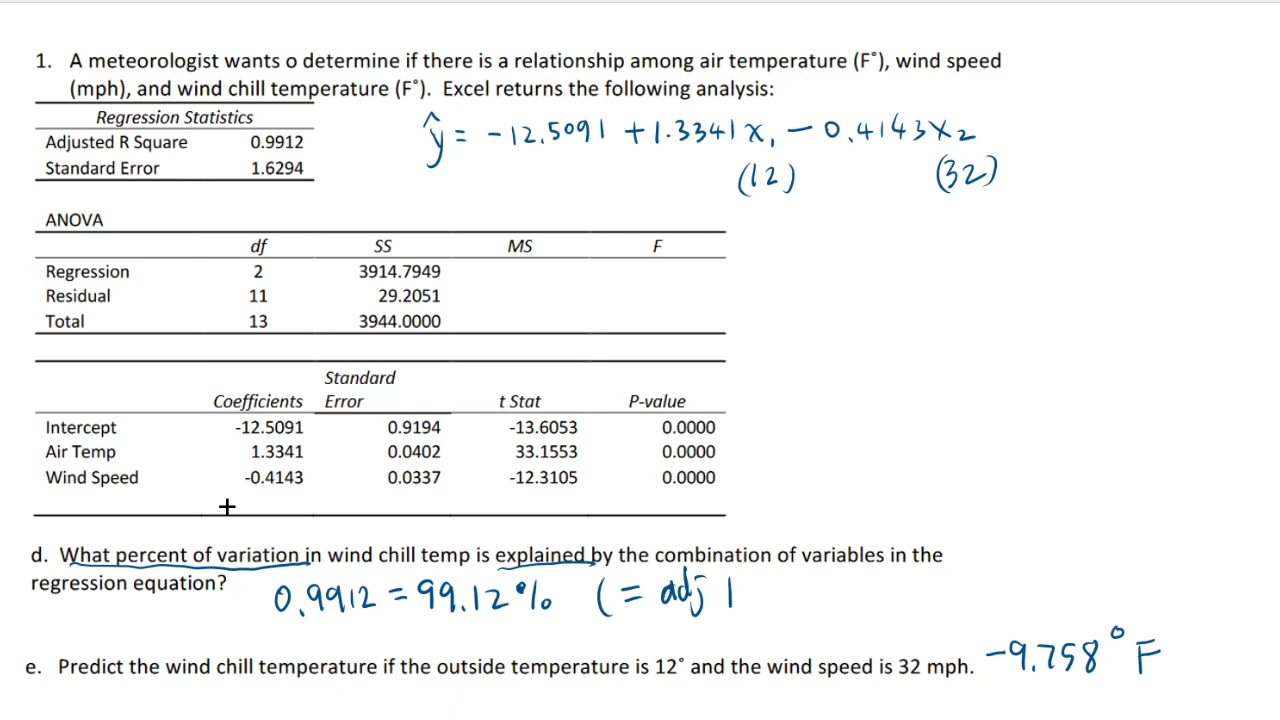 1. A meteorologist wants o determine if there is a relationship among air temperature (F°), wind speed
(mph), and wind chill temperature (F°). Excel returns the following analysis:
Regression Statistics
Adjusted R Square 0.9912
Standard Error 1.6294
ŷ = -12.5091 + 1.3341x, - 0.4143x2
(12) (32)
ANOVA
df SS MS F
Regression 2 3914.7949
Residual 11 29.2051
Total 13 3944.0000
Standard
Coefficients Error t Stat P-value
Intercept -12.5091 0.9194 -13.6053 0.0000
Air Temp 1.3341 0.0402 33.1553 0.0000
Wind Speed -0.4143 0.0337 -12.3105 0.0000
d. What percent of variation in wind chill temp is explained by the combination of variables in the
regression equation? 0.9912 = 99.12% (= adj l
e. Predict the wind chill temperature if the outside temperature is 12° and the wind speed is 32 mph. -9.758°F